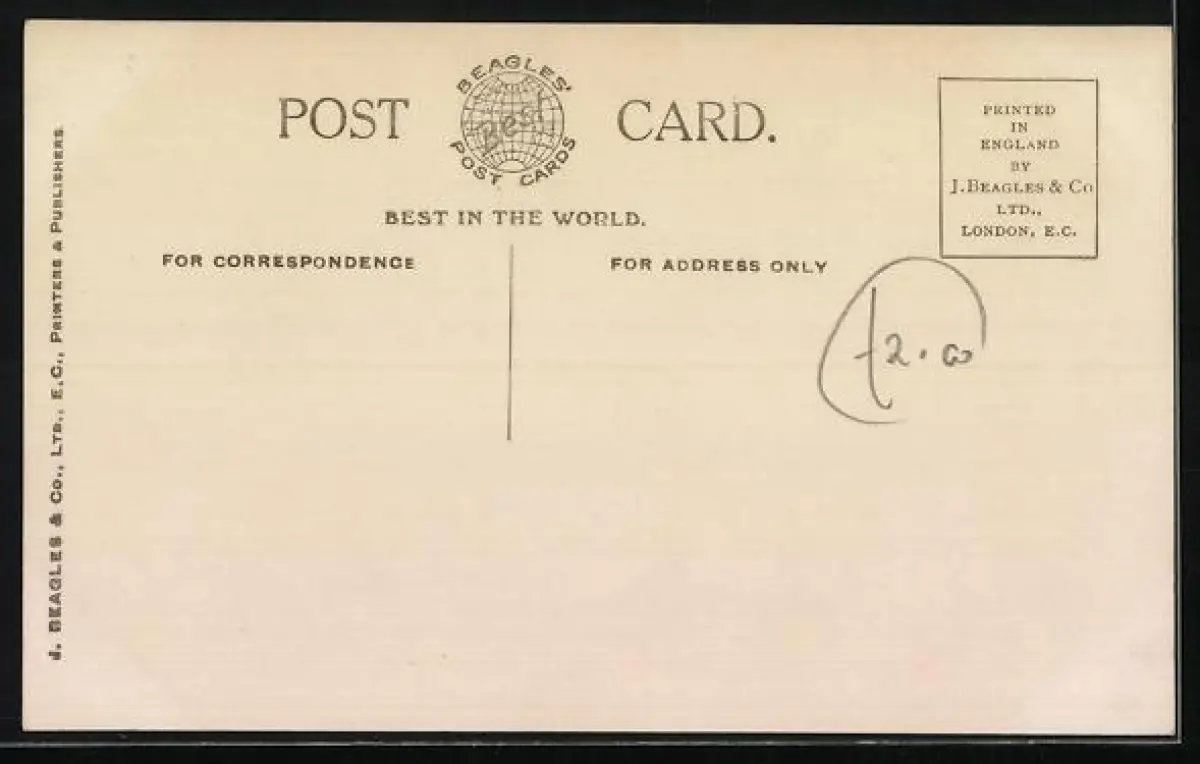 BEAGLES'
Best
POST CARDS
POST CARD.
BEST IN THE WORLD.
FOR CORRESPONDENCE
FOR ADDRESS ONLY
PRINTED
IN
ENGLAND
BY
J. BEAGLES & Co
LTD.,
LONDON, E.C.
£2.00
J. BEAGLES & Co., LTD., E.C., PRINTERS & PUBLISHERS